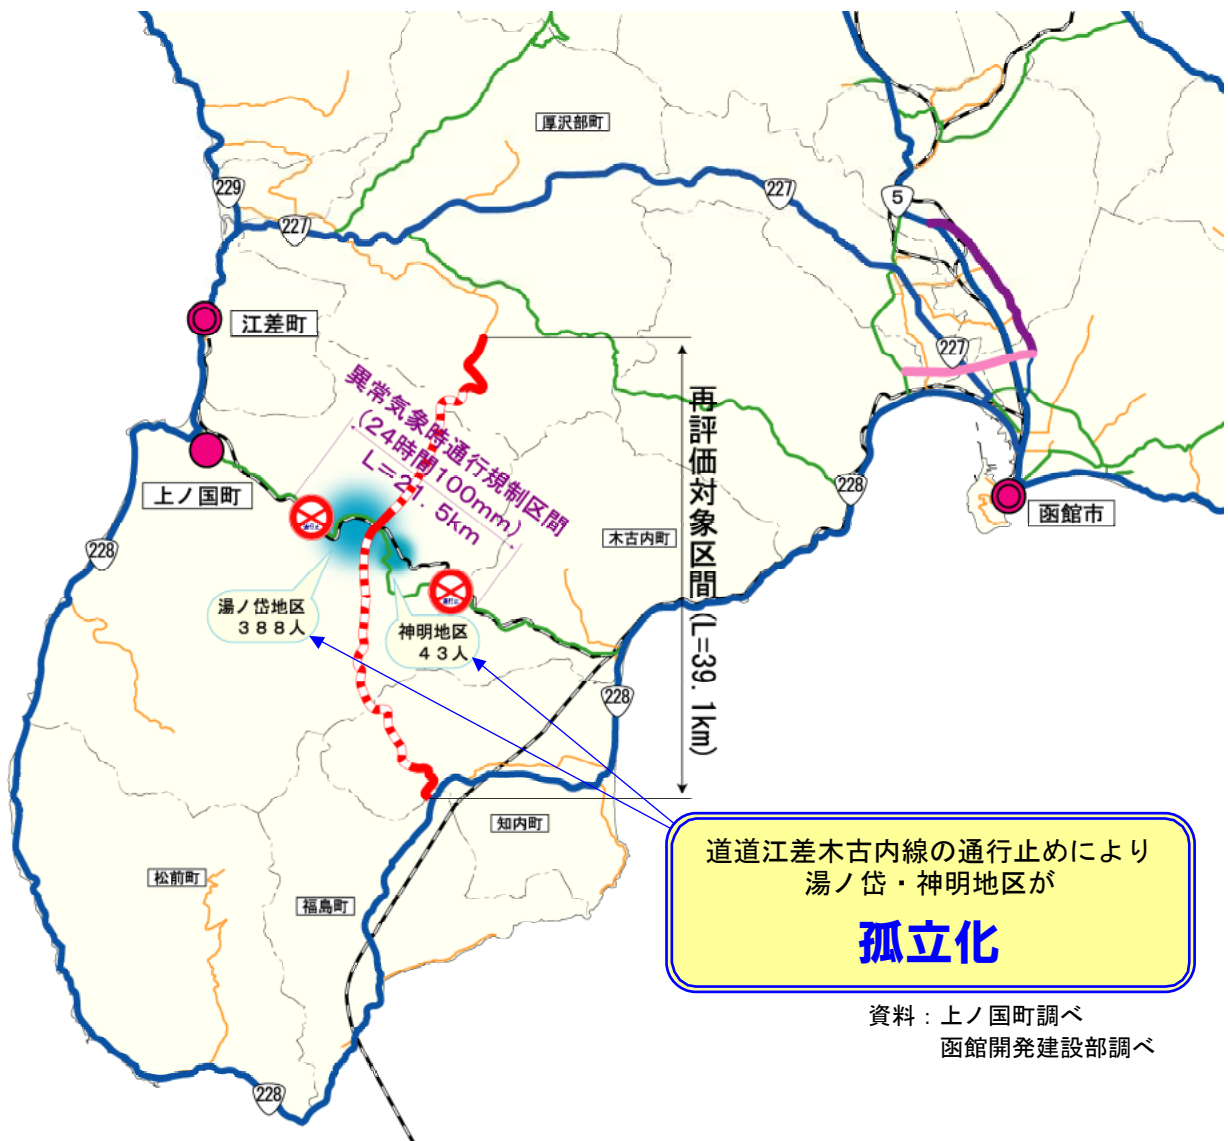 厚沢部町
229
227
227
5
江差町
227
異常気象時通行規制区間
(24時間100mm)
L=21.5km
再評価対象区間(L=39.1km)
上ノ国町
228
函館市
木古内町
228
湯ノ岱地区
388人
神明地区
43人
228
知内町
松前町
福島町
道道江差木古内線の通行止めにより
湯ノ岱・神明地区が
孤立化
資料：上ノ国町調べ
函館開発建設部調べ
228